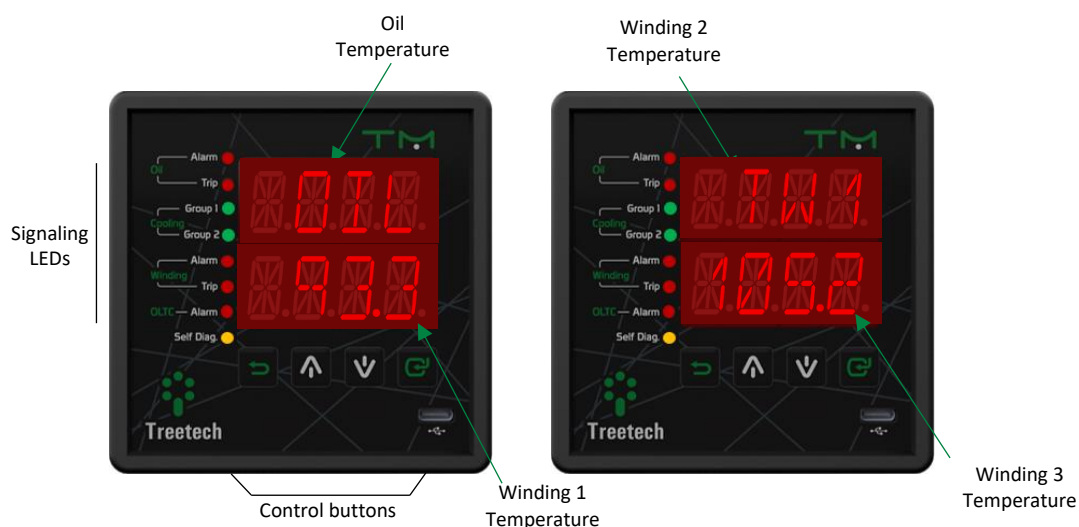 Oil
Temperature
Winding 2
Temperature
Signaling
LEDs
TM
Oil
Alarm
Trip
Cooling
Group 1
Group 2
Winding
Alarm
Trip
OLTC
Alarm
Self Diag.
OIL
93.3
Treetech
TM
Oil
Alarm
Trip
Cooling
Group 1
Group 2
Winding
Alarm
Trip
OLTC
Alarm
Self Diag.
TW1
105.2
Treetech
Control buttons
Winding 1
Temperature
Winding 3
Temperature